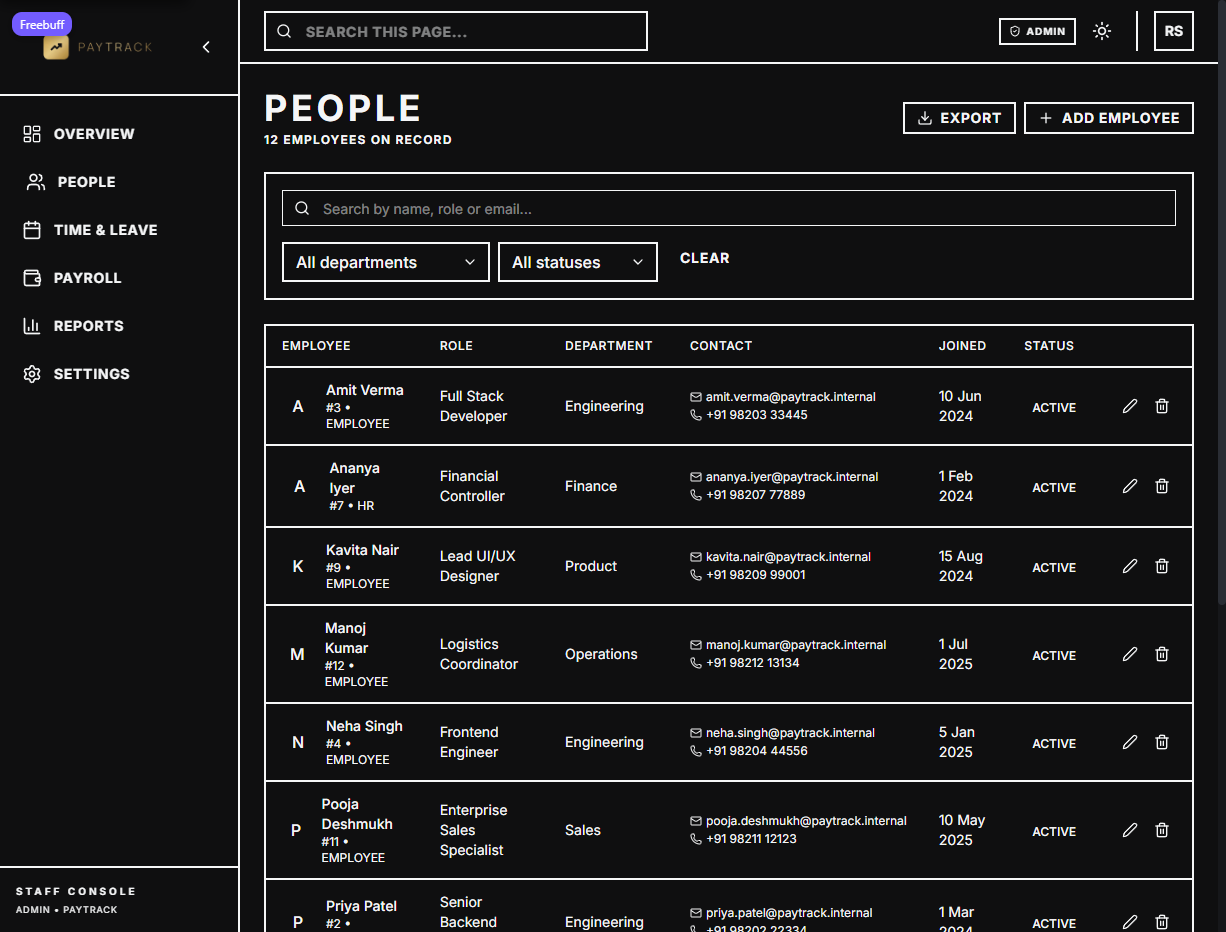 Freebuff
PAYTRACK
SEARCH THIS PAGE...
ADMIN
RS
OVERVIEW
PEOPLE
TIME & LEAVE
PAYROLL
REPORTS
SETTINGS
STAFF CONSOLE
ADMIN • PAYTRACK
PEOPLE
12 EMPLOYEES ON RECORD
EXPORT
+ ADD EMPLOYEE
Search by name, role or email...
All departments
All statuses
CLEAR
EMPLOYEE ROLE DEPARTMENT CONTACT JOINED STATUS
A
Amit Verma
#3 •
EMPLOYEE
Full Stack
Developer
Engineering
amit.verma@paytrack.internal
+91 98203 33445
10 Jun
2024
ACTIVE
A
Ananya
Iyer
#7 • HR
Financial
Controller
Finance
ananya.iyer@paytrack.internal
+91 98207 77889
1 Feb
2024
ACTIVE
K
Kavita Nair
#9 •
EMPLOYEE
Lead UI/UX
Designer
Product
kavita.nair@paytrack.internal
+91 98209 99001
15 Aug
2024
ACTIVE
M
Manoj
Kumar
#12 •
EMPLOYEE
Logistics
Coordinator
Operations
manoj.kumar@paytrack.internal
+91 98212 13134
1 Jul
2025
ACTIVE
N
Neha Singh
#4 •
EMPLOYEE
Frontend
Engineer
Engineering
neha.singh@paytrack.internal
+91 98204 44556
5 Jan
2025
ACTIVE
P
Pooja
Deshmukh
#11 •
EMPLOYEE
Enterprise
Sales
Specialist
Sales
pooja.deshmukh@paytrack.internal
+91 98211 12123
10 May
2025
ACTIVE
P
Priya Patel
#2 •
Senior
Backend
Engineering
priya.patel@paytrack.internal
+91 98202 22334
1 Mar
2024
ACTIVE